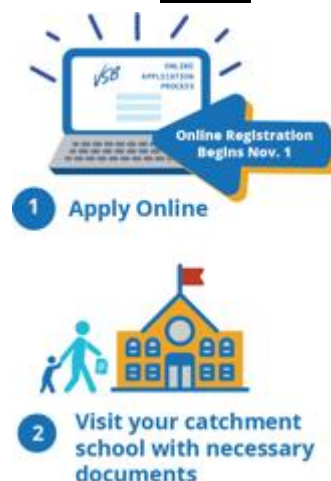 VSB
ONLINE
APPLICATION
PROCESS
Online Registration
Begins Nov. 1
1 Apply Online
2 Visit your catchment
school with necessary
documents